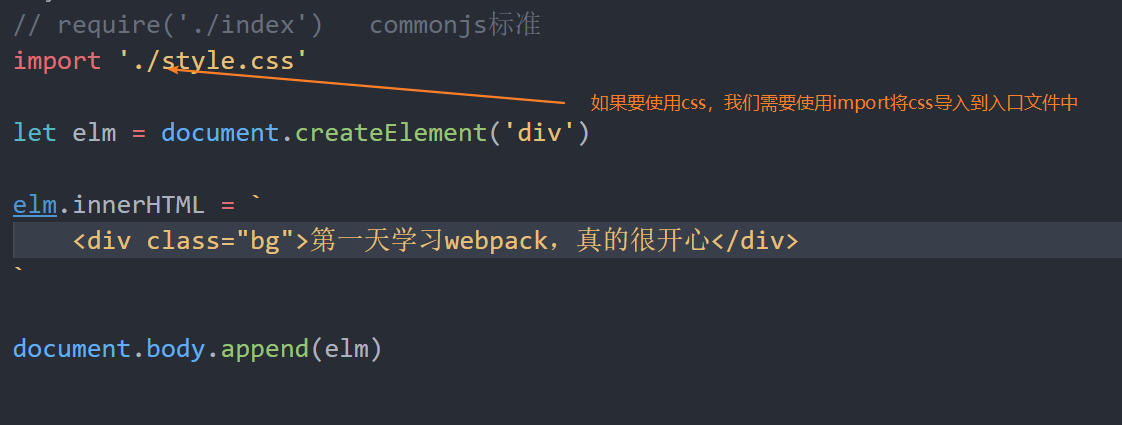 // require('./index')   commonjs标准
import './style.css'
如果要使用css，我们需要使用import将css导入到入口文件中
let elm = document.createElement('div')
elm.innerHTML = `
    <div class="bg">第一天学习webpack，真的很开心</div>
`
document.body.append(elm)